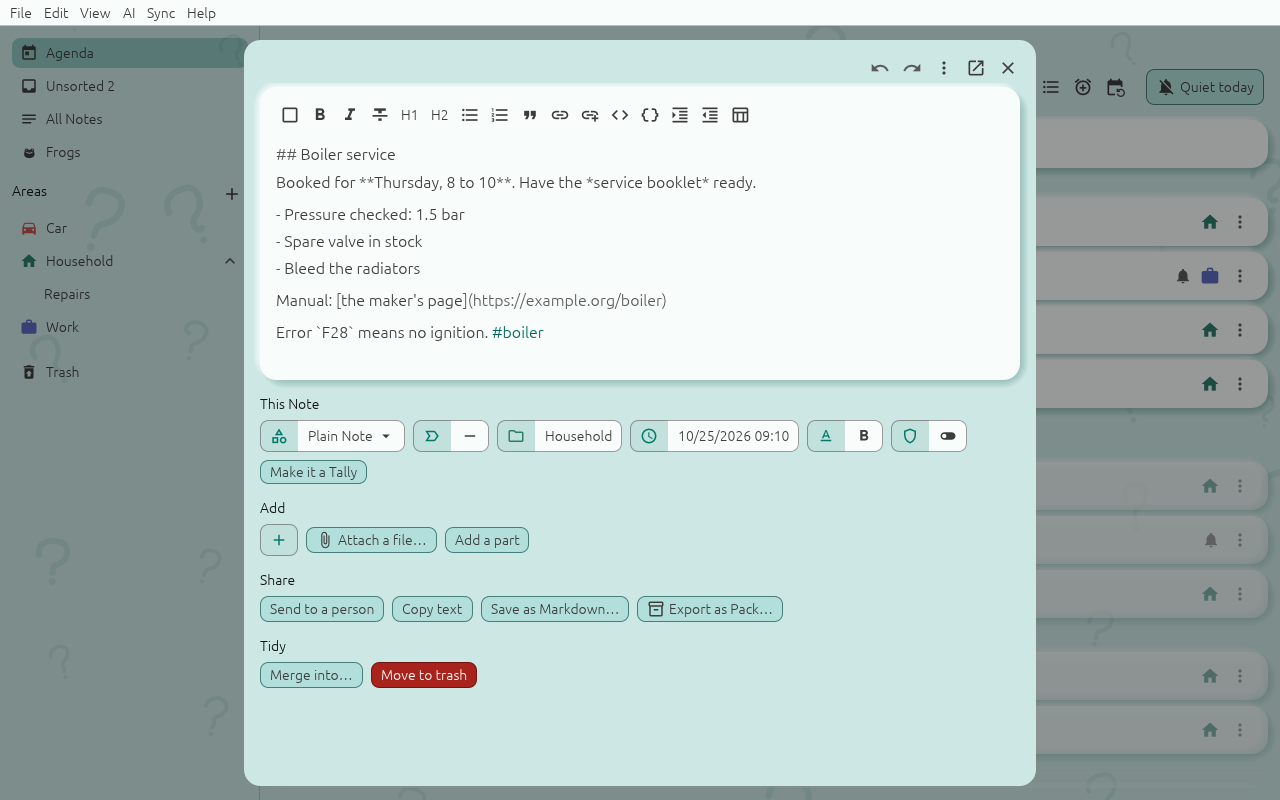 File Edit View AI Sync Help
Agenda
Unsorted 2
All Notes
Frogs
Areas
Car
Household
Repairs
Work
Trash
Quiet today
B I H1 H2
## Boiler service
Booked for **Thursday, 8 to 10**. Have the *service booklet* ready.
- Pressure checked: 1.5 bar
- Spare valve in stock
- Bleed the radiators
Manual: [the maker's page](https://example.org/boiler)
Error `F28` means no ignition. #boiler
This Note
Plain Note — Household 10/25/2026 09:10 A B
Make it a Tally
Add
+ Attach a file… Add a part
Share
Send to a person Copy text Save as Markdown… Export as Pack…
Tidy
Merge into… Move to trash